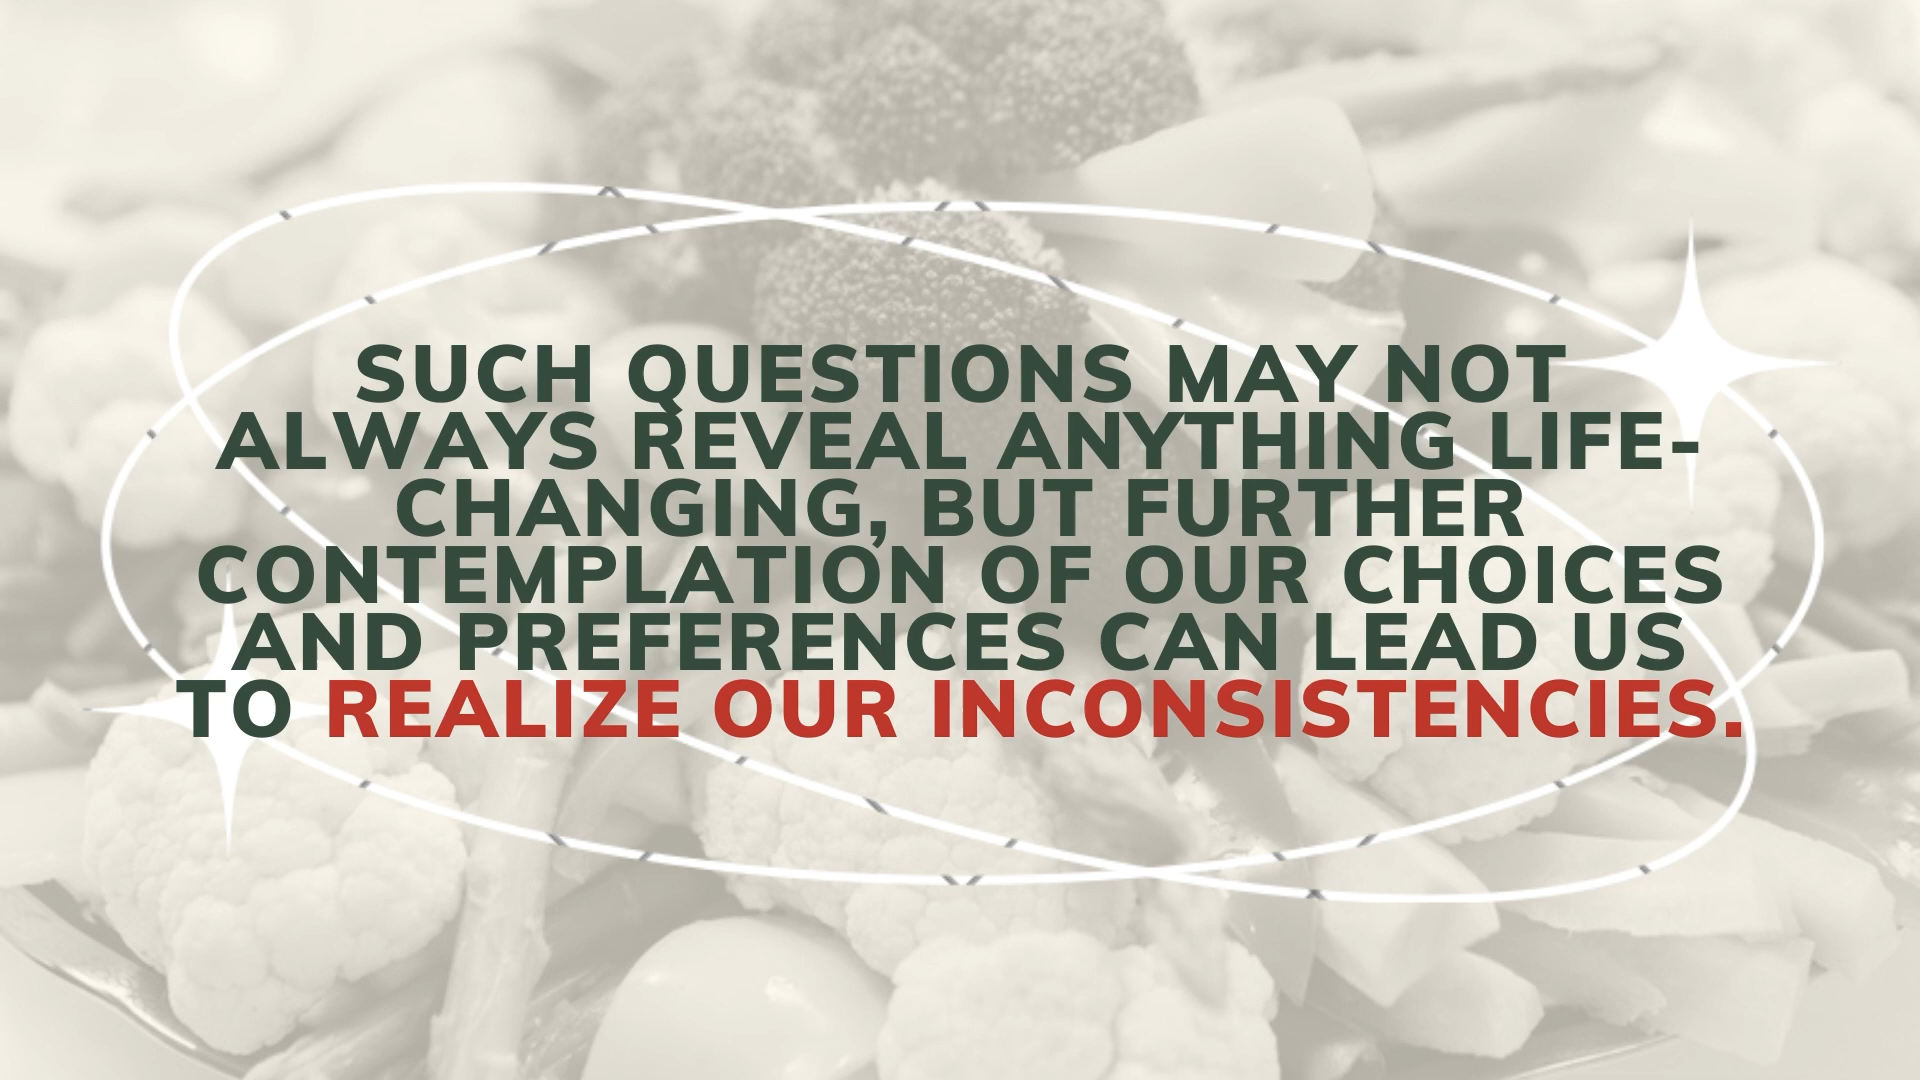 SUCH QUESTIONS MAY NOT
ALWAYS REVEAL ANYTHING LIFE-
CHANGING, BUT FURTHER
CONTEMPLATION OF OUR CHOICES
AND PREFERENCES CAN LEAD US
TO REALIZE OUR INCONSISTENCIES.